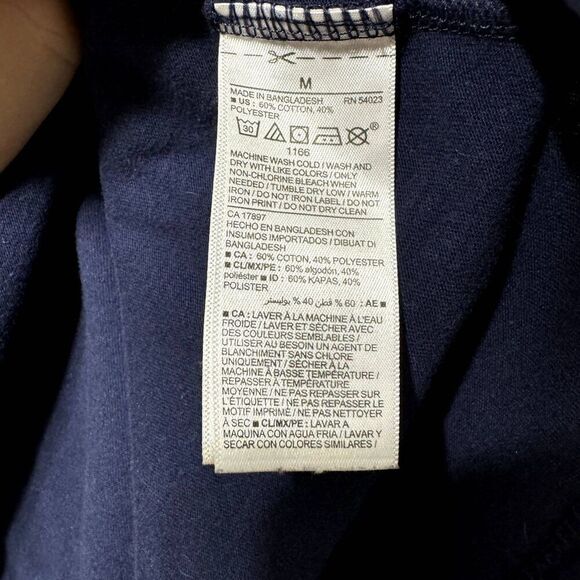 M
MADE IN BANGLADESH RN 54023
■ US : 60% COTTON, 40%
POLYESTER
30
1166
MACHINE WASH COLD / WASH AND
DRY WITH LIKE COLORS / ONLY
NON-CHLORINE BLEACH WHEN
NEEDED / TUMBLE DRY LOW / WARM
IRON / DO NOT IRON LABEL / DO NOT
IRON PRINT / DO NOT DRY CLEAN
CA 17897
HECHO EN BANGLADESH CON
INSUMOS IMPORTADOS / DIBUAT DI
BANGLADESH
■ CA : 60% COTTON, 40% POLYESTER
■ CL/MX/PE : 60% algodón, 40%
poliéster ■ ID : 60% KAPAS, 40%
POLISTER
■ AE : 60 % قطن 40 % بوليستر
■ CA : LAVER À LA MACHINE À L'EAU
FROIDE / LAVER ET SÉCHER AVEC
DES COULEURS SEMBLABLES /
UTILISER AU BESOIN UN AGENT DE
BLANCHIMENT SANS CHLORE
UNIQUEMENT / SÉCHER À LA
MACHINE À BASSE TEMPÉRATURE /
REPASSER À TEMPÉRATURE
MOYENNE / NE PAS REPASSER SUR
L'ÉTIQUETTE / NE PAS REPASSER LE
MOTIF IMPRIMÉ / NE PAS NETTOYER
À SEC ■ CL/MX/PE : LAVAR A
MAQUINA CON AGUA FRIA / LAVAR Y
SECAR CON COLORES SIMILARES /